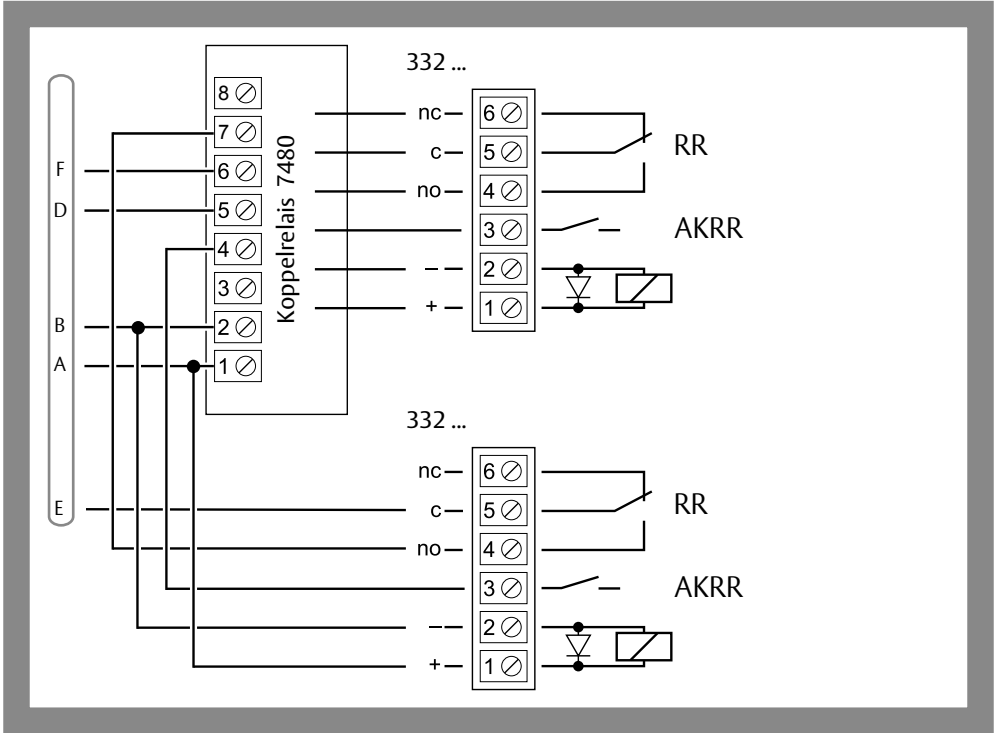 332 ...
8
7
6
5
4
3
2
1
Koppelrelais 7480
F
D
B
A
E
nc 6
c 5 RR
no 4
3 AKRR
– 2
+ 1
332 ...
nc 6
c 5 RR
no 4
3 AKRR
– 2
+ 1